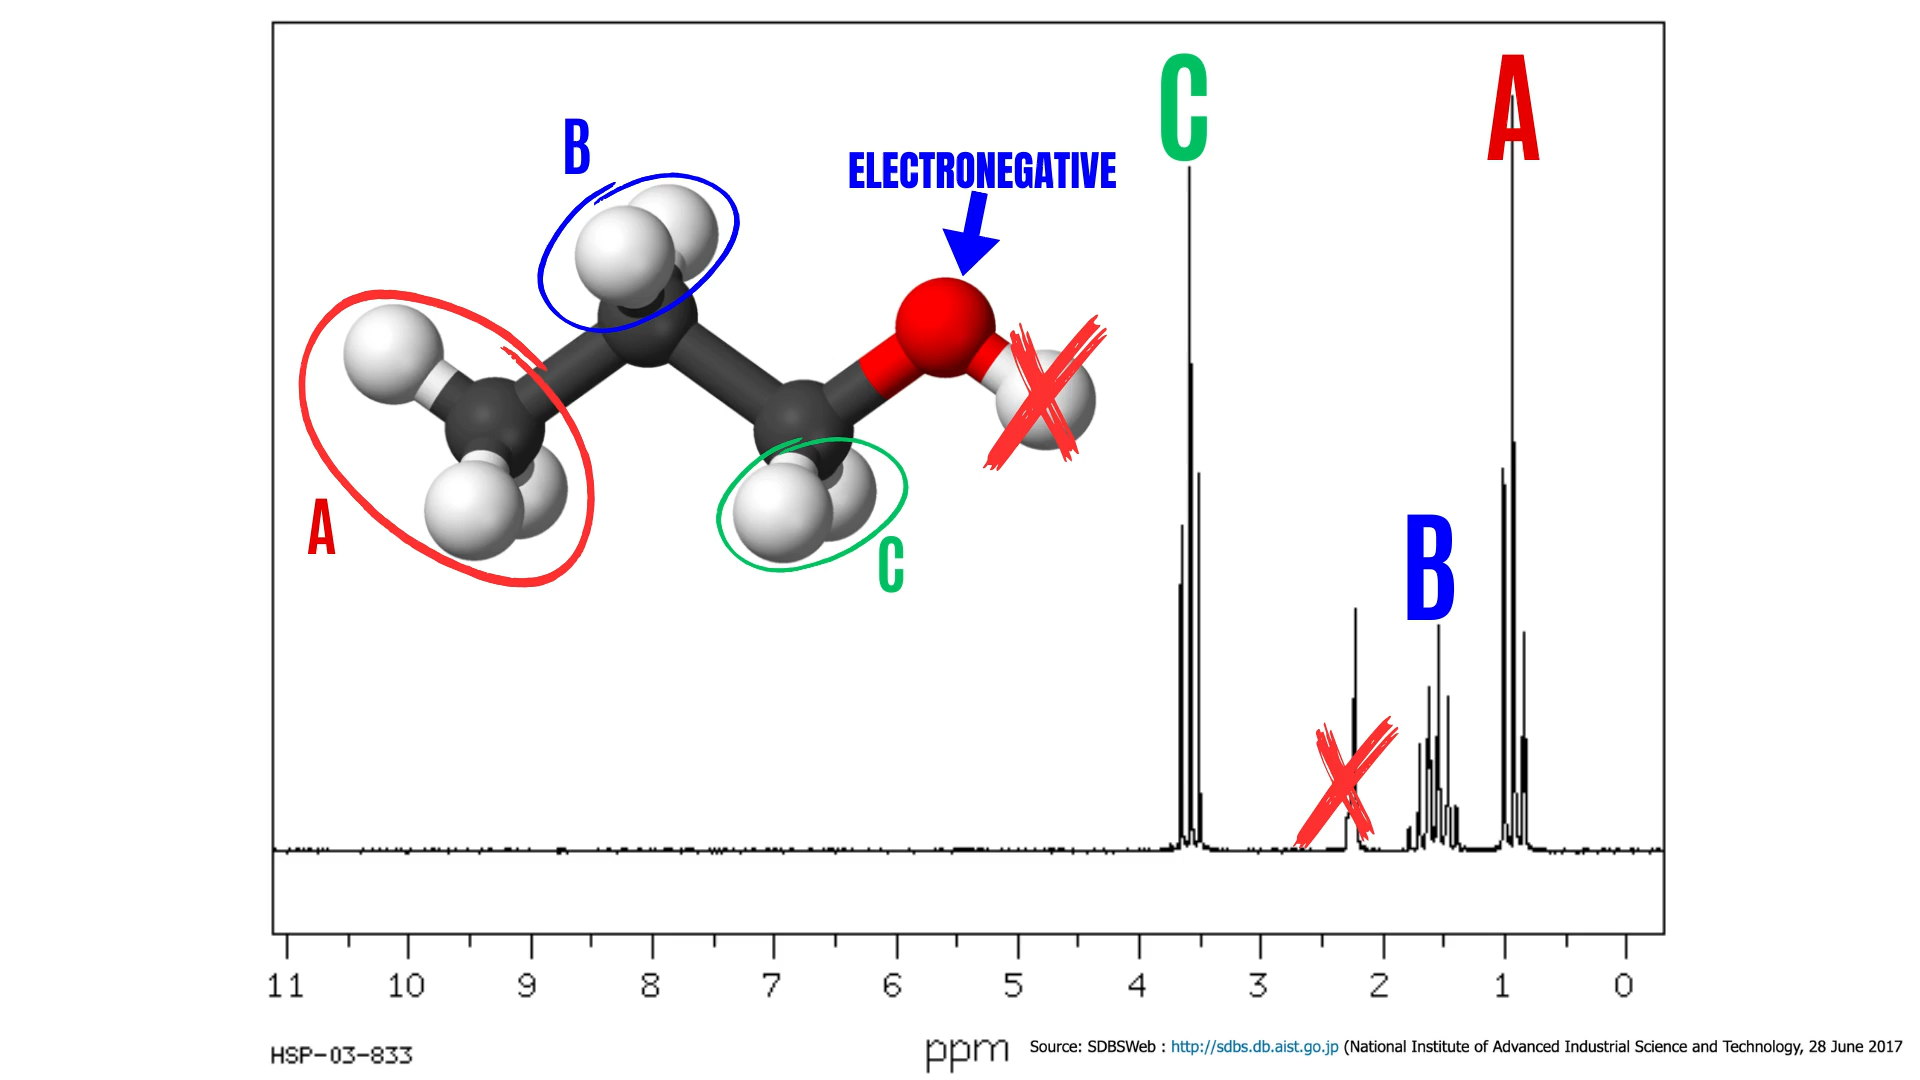 C
A
B
ELECTRONEGATIVE
A
C
B
11 10 9 8 7 6 5 4 3 2 1 0
HSP-03-833
ppm
Source: SDBSWeb : http://sdbs.db.aist.go.jp (National Institute of Advanced Industrial Science and Technology, 28 June 2017